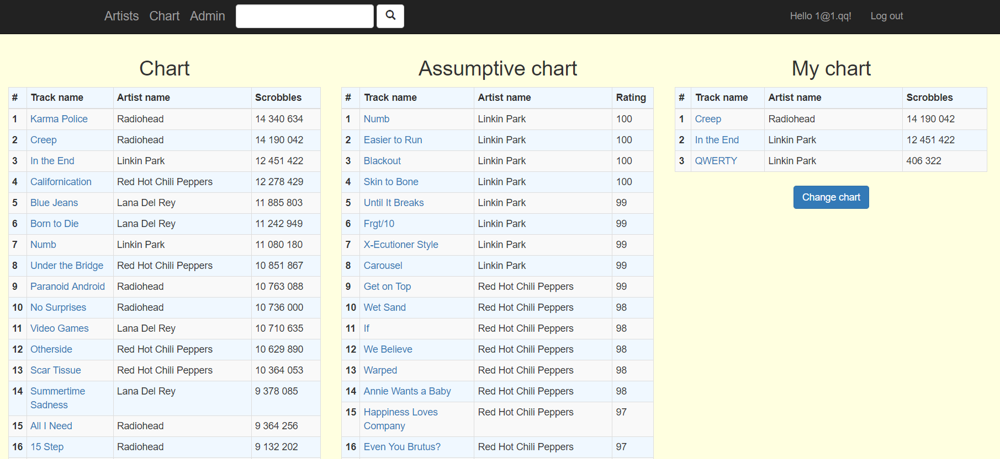 Artists Chart Admin Hello 1@1.qq! Log out
Chart
# Track name Artist name Scrobbles
1 Karma Police Radiohead 14 340 634
2 Creep Radiohead 14 190 042
3 In the End Linkin Park 12 451 422
4 Californication Red Hot Chili Peppers 12 278 429
5 Blue Jeans Lana Del Rey 11 885 803
6 Born to Die Lana Del Rey 11 242 949
7 Numb Linkin Park 11 080 180
8 Under the Bridge Red Hot Chili Peppers 10 851 867
9 Paranoid Android Radiohead 10 763 088
10 No Surprises Radiohead 10 736 000
11 Video Games Lana Del Rey 10 710 635
12 Otherside Red Hot Chili Peppers 10 629 890
13 Scar Tissue Red Hot Chili Peppers 10 364 053
14 Summertime Lana Del Rey 9 378 085
Sadness
15 All I Need Radiohead 9 364 256
16 15 Step Radiohead 9 132 202
Assumptive chart
# Track name Artist name Rating
1 Numb Linkin Park 100
2 Easier to Run Linkin Park 100
3 Blackout Linkin Park 100
4 Skin to Bone Linkin Park 100
5 Until It Breaks Linkin Park 99
6 Frgt/10 Linkin Park 99
7 X-Ecutioner Style Linkin Park 99
8 Carousel Linkin Park 99
9 Get on Top Red Hot Chili Peppers 99
10 Wet Sand Red Hot Chili Peppers 98
11 If Red Hot Chili Peppers 98
12 We Believe Red Hot Chili Peppers 98
13 Warped Red Hot Chili Peppers 98
14 Annie Wants a Baby Red Hot Chili Peppers 98
15 Happiness Loves Red Hot Chili Peppers 97
Company
16 Even You Brutus? Red Hot Chili Peppers 97
My chart
# Track name Artist name Scrobbles
1 Creep Radiohead 14 190 042
2 In the End Linkin Park 12 451 422
3 QWERTY Linkin Park 406 322
Change chart